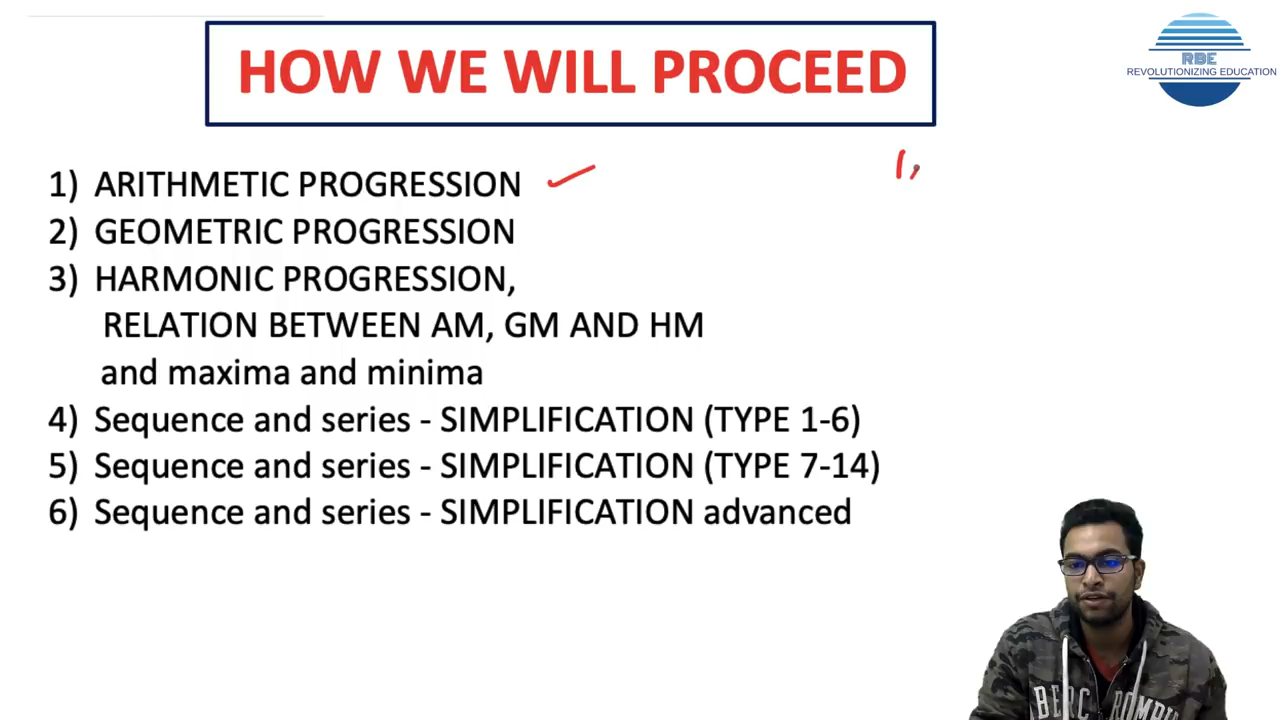 HOW WE WILL PROCEED
RBE
REVOLUTIONIZING EDUCATION
1) ARITHMETIC PROGRESSION
1,
2) GEOMETRIC PROGRESSION
3) HARMONIC PROGRESSION,
RELATION BETWEEN AM, GM AND HM
and maxima and minima
4) Sequence and series - SIMPLIFICATION (TYPE 1-6)
5) Sequence and series - SIMPLIFICATION (TYPE 7-14)
6) Sequence and series - SIMPLIFICATION advanced